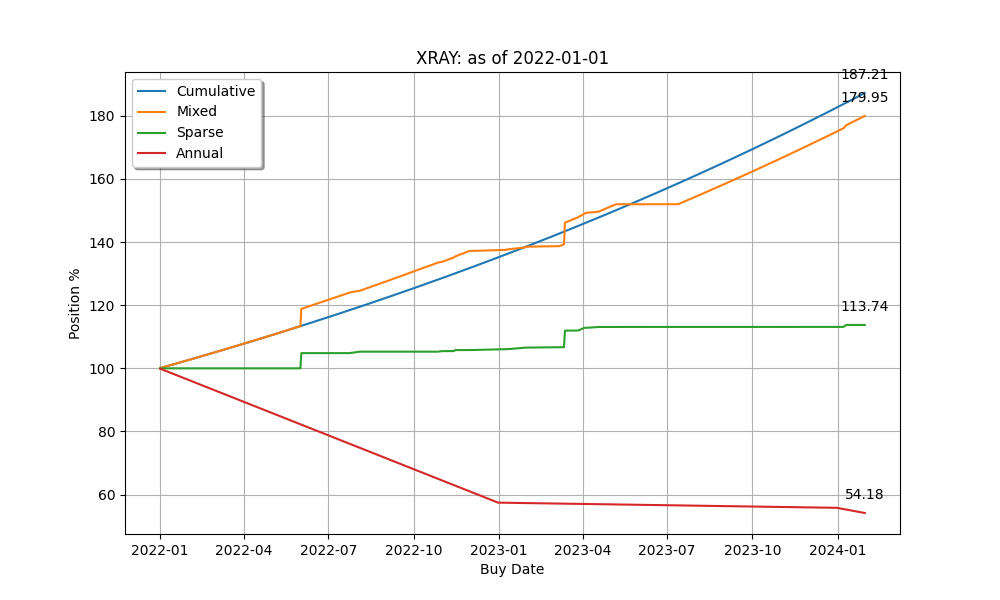 XRAY: as of 2022-01-01
187.21
179.95
Cumulative
Mixed
Sparse
Annual
113.74
54.18
180
160
140
120
100
80
60
Position %
2022-01 2022-04 2022-07 2022-10 2023-01 2023-04 2023-07 2023-10 2024-01
Buy Date